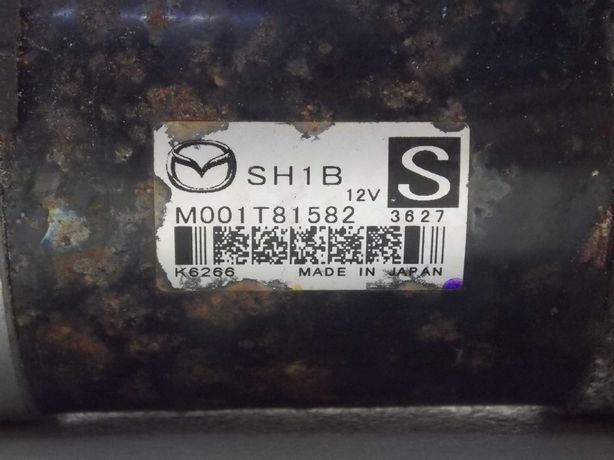 SH1B 12V S
M001T81582 3627
K6266 MADE IN JAPAN